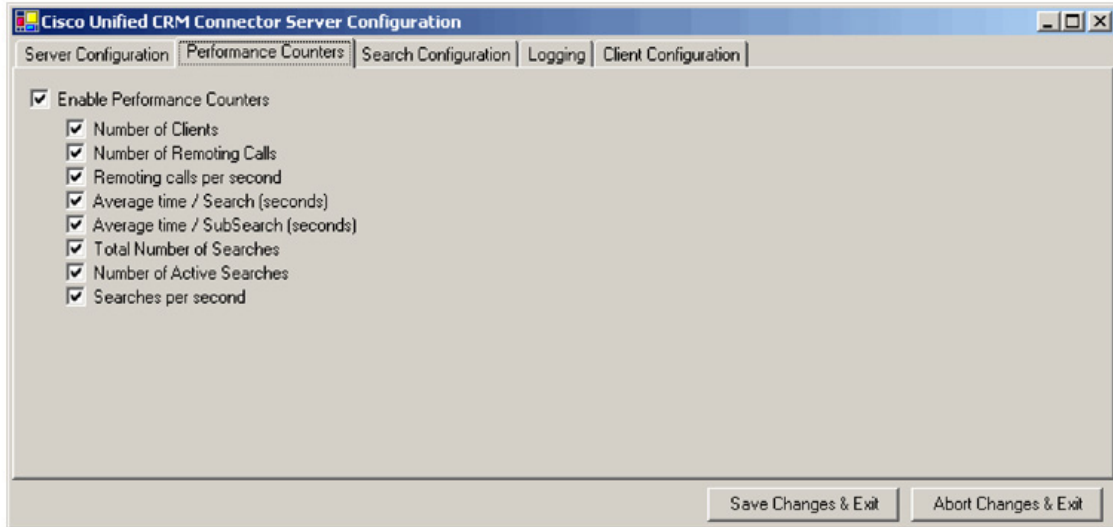 Cisco Unified CRM Connector Server Configuration
Server Configuration Performance Counters Search Configuration Logging Client Configuration
Enable Performance Counters
Number of Clients
Number of Remoting Calls
Remoting calls per second
Average time / Search (seconds)
Average time / SubSearch (seconds)
Total Number of Searches
Number of Active Searches
Searches per second
Save Changes & Exit Abort Changes & Exit